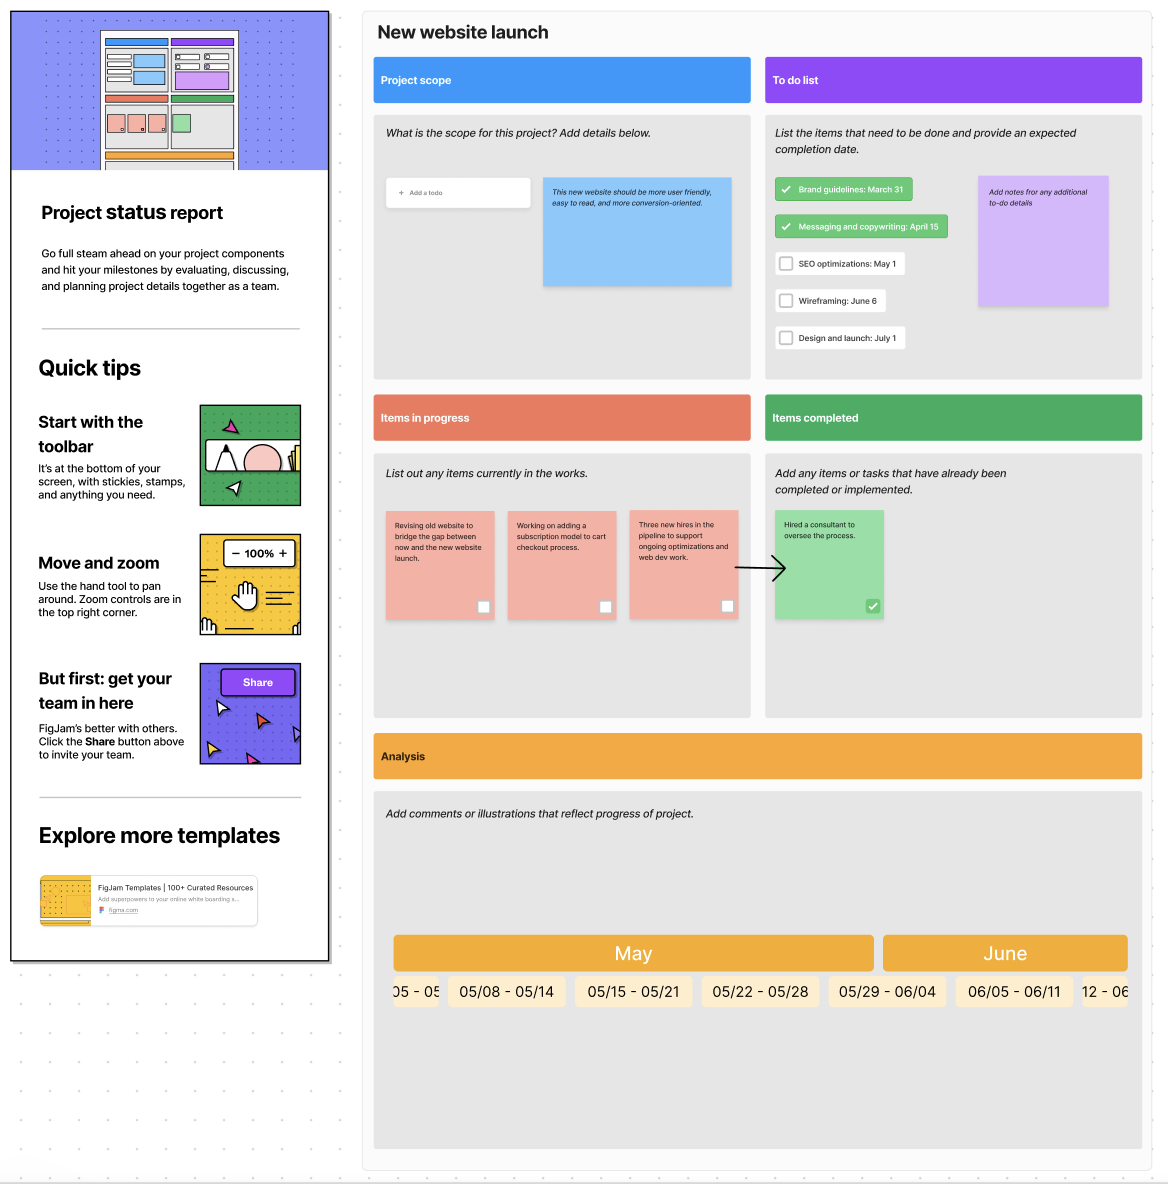 Project status report
Go full steam ahead on your project components
and hit your milestones by evaluating, discussing,
and planning project details together as a team.
Quick tips
Start with the
toolbar
It's at the bottom of your
screen, with stickies, stamps,
and anything you need.
Move and zoom
Use the hand tool to pan
around. Zoom controls are in
the top right corner.
− 100% +
But first: get your
team in here
FigJam's better with others.
Click the Share button above
to invite your team.
Share
Explore more templates
FigJam Templates | 100+ Curated Resources
Add superpowers to your online white boarding s...
figma.com
New website launch
Project scope
What is the scope for this project? Add details below.
+ Add a todo
This new website should be more user friendly,
easy to read, and more conversion-oriented.
To do list
List the items that need to be done and provide an expected
completion date.
Brand guidelines: March 31
Messaging and copywriting: April 15
SEO optimizations: May 1
Wireframing: June 6
Design and launch: July 1
Add notes fror any additional
to-do details
Items in progress
List out any items currently in the works.
Revising old website to
bridge the gap between
now and the new website
launch.
Working on adding a
subscription model to cart
checkout process.
Three new hires in the
pipeline to support
ongoing optimizations and
web dev work.
Items completed
Add any items or tasks that have already been
completed or implemented.
Hired a consultant to
oversee the process.
Analysis
Add comments or illustrations that reflect progress of project.
May June
05 - 05 05/08 - 05/14 05/15 - 05/21 05/22 - 05/28 05/29 - 06/04 06/05 - 06/11 12 - 06